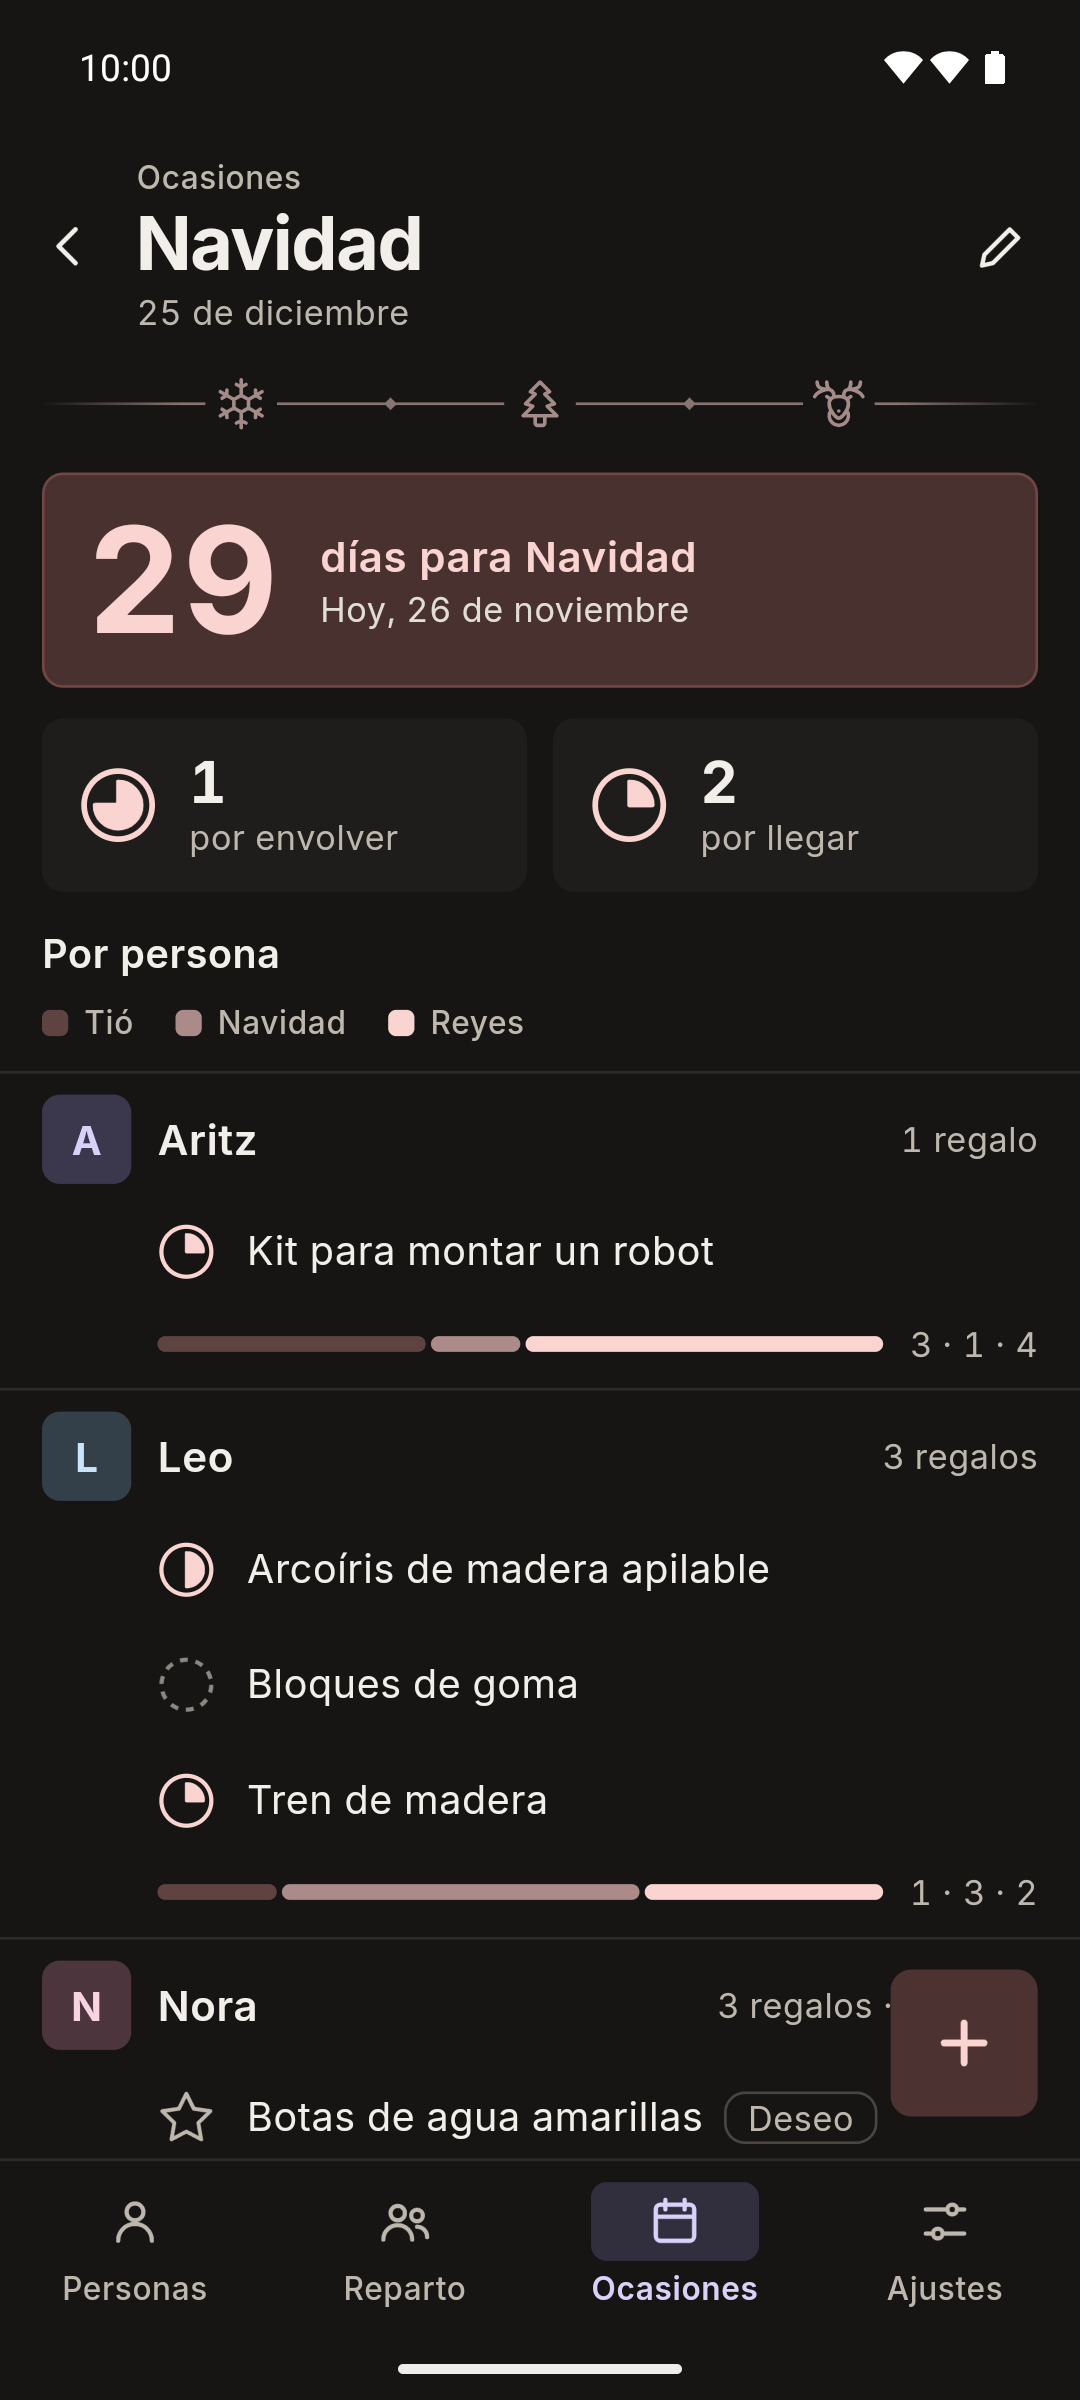 10:00
Ocasiones
Navidad
25 de diciembre
29
días para Navidad
Hoy, 26 de noviembre
1
por envolver
2
por llegar
Por persona
Tió Navidad Reyes
A Aritz 1 regalo
Kit para montar un robot
3 · 1 · 4
L Leo 3 regalos
Arcoíris de madera apilable
Bloques de goma
Tren de madera
1 · 3 · 2
N Nora 3 regalos ·
Botas de agua amarillas Deseo
Personas Reparto Ocasiones Ajustes